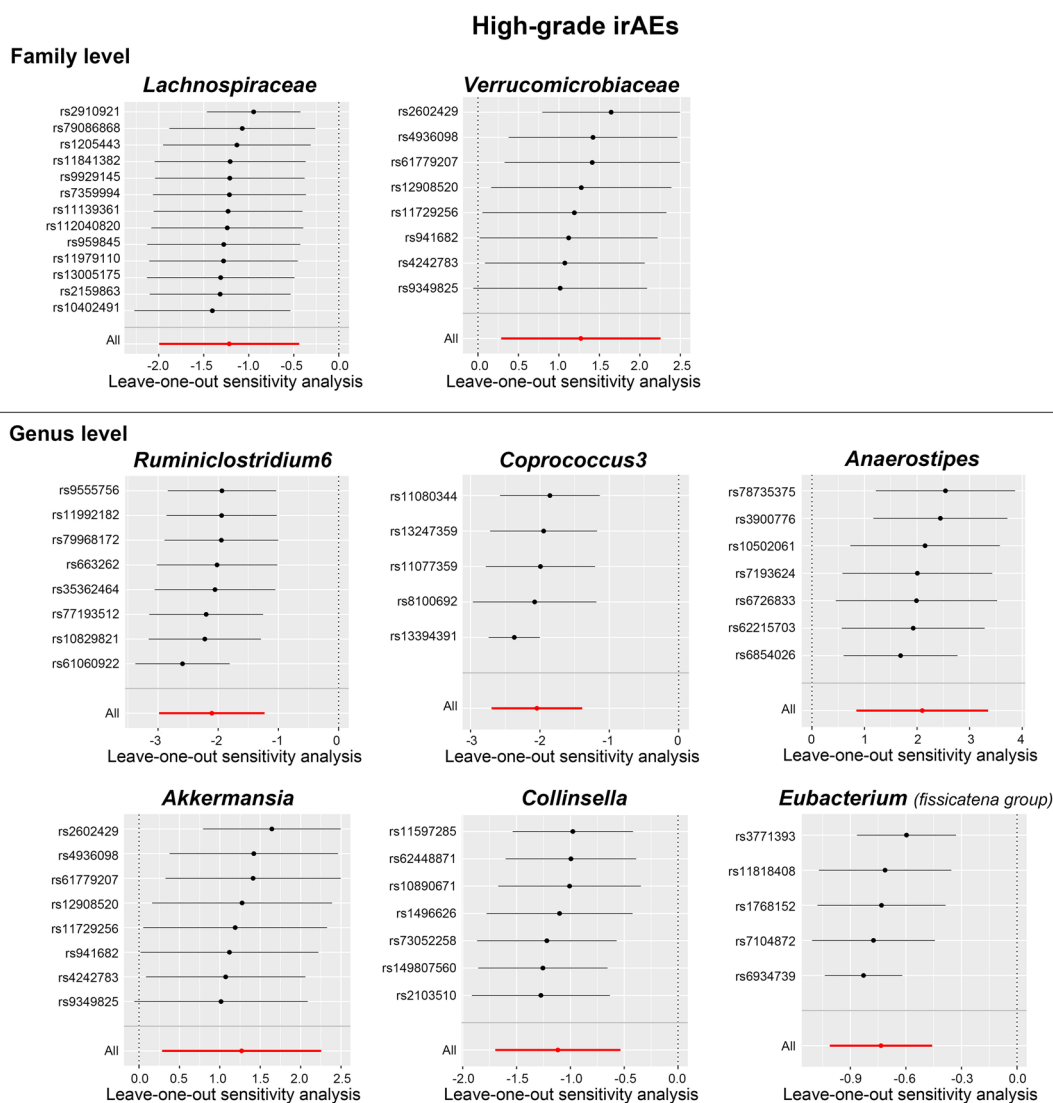 High-grade irAEs
Family level
Lachnospiraceae
rs2910921
rs79086868
rs1205443
rs11841382
rs9929145
rs7359994
rs11139361
rs112040820
rs959845
rs11979110
rs13005175
rs2159863
rs10402491
All
-2.0 -1.5 -1.0 -0.5 0.0
Leave-one-out sensitivity analysis
Verrucomicrobiaceae
rs2602429
rs4936098
rs61779207
rs12908520
rs11729256
rs941682
rs4242783
rs9349825
All
0.0 0.5 1.0 1.5 2.0 2.5
Leave-one-out sensitivity analysis
Genus level
Ruminiclostridium6
rs9555756
rs11992182
rs79968172
rs663262
rs35362464
rs77193512
rs10829821
rs61060922
All
-3 -2 -1 0
Leave-one-out sensitivity analysis
Coprococcus3
rs11080344
rs13247359
rs11077359
rs8100692
rs13394391
All
-3 -2 -1 0
Leave-one-out sensitivity analysis
Anaerostipes
rs78735375
rs3900776
rs10502061
rs7193624
rs6726833
rs62215703
rs6854026
All
0 1 2 3 4
Leave-one-out sensitivity analysis
Akkermansia
rs2602429
rs4936098
rs61779207
rs12908520
rs11729256
rs941682
rs4242783
rs9349825
All
0.0 0.5 1.0 1.5 2.0 2.5
Leave-one-out sensitivity analysis
Collinsella
rs11597285
rs62448871
rs10890671
rs1496626
rs73052258
rs149807560
rs2103510
All
-2.0 -1.5 -1.0 -0.5 0.0
Leave-one-out sensitivity analysis
Eubacterium (fissicatena group)
rs3771393
rs11818408
rs1768152
rs7104872
rs6934739
All
-0.9 -0.6 -0.3 0.0
Leave-one-out sensitivity analysis